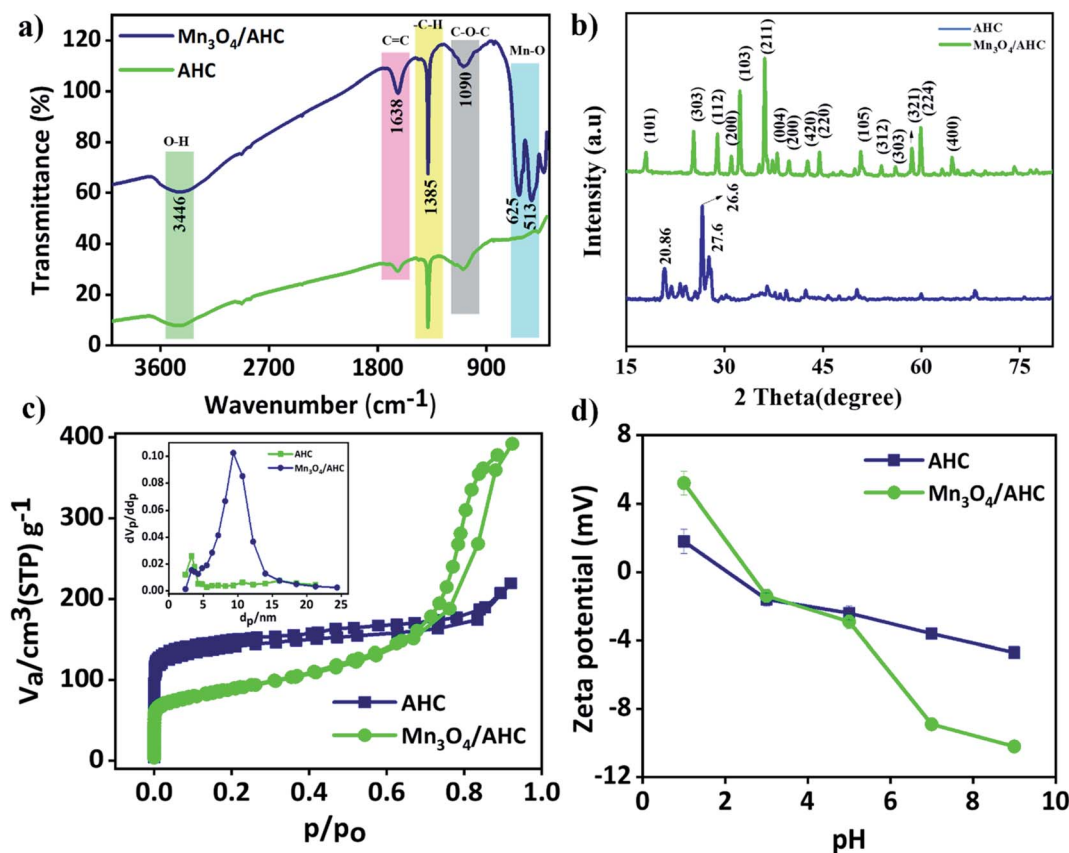 a)
Transmittance (%)
120
100
80
60
40
20
0
Mn3O4/AHC
AHC
O-H
C=C
-C-H
C-O-C
Mn-O
3446
1638
1385
1090
625
513
3600
2700
1800
900
Wavenumber (cm-1)
b)
Intensity (a.u)
AHC
Mn3O4/AHC
(101)
(303)
(112)
(200)
(103)
(211)
(004)
(200)
(420)
(220)
(105)
(312)
(303)
(321)
(224)
(400)
20.86
26.6
27.6
15
30
45
60
75
2 Theta(degree)
c)
Va/cm3(STP) g-1
400
300
200
100
0
dVp/ddp
0.10
0.08
0.06
0.04
0.02
0.00
AHC
Mn3O4/AHC
0
5
10
15
20
25
dp/nm
AHC
Mn3O4/AHC
0.0
0.2
0.4
0.6
0.8
1.0
p/po
d)
Zeta potential (mV)
8
4
0
-4
-8
-12
AHC
Mn3O4/AHC
0
2
4
6
8
10
pH